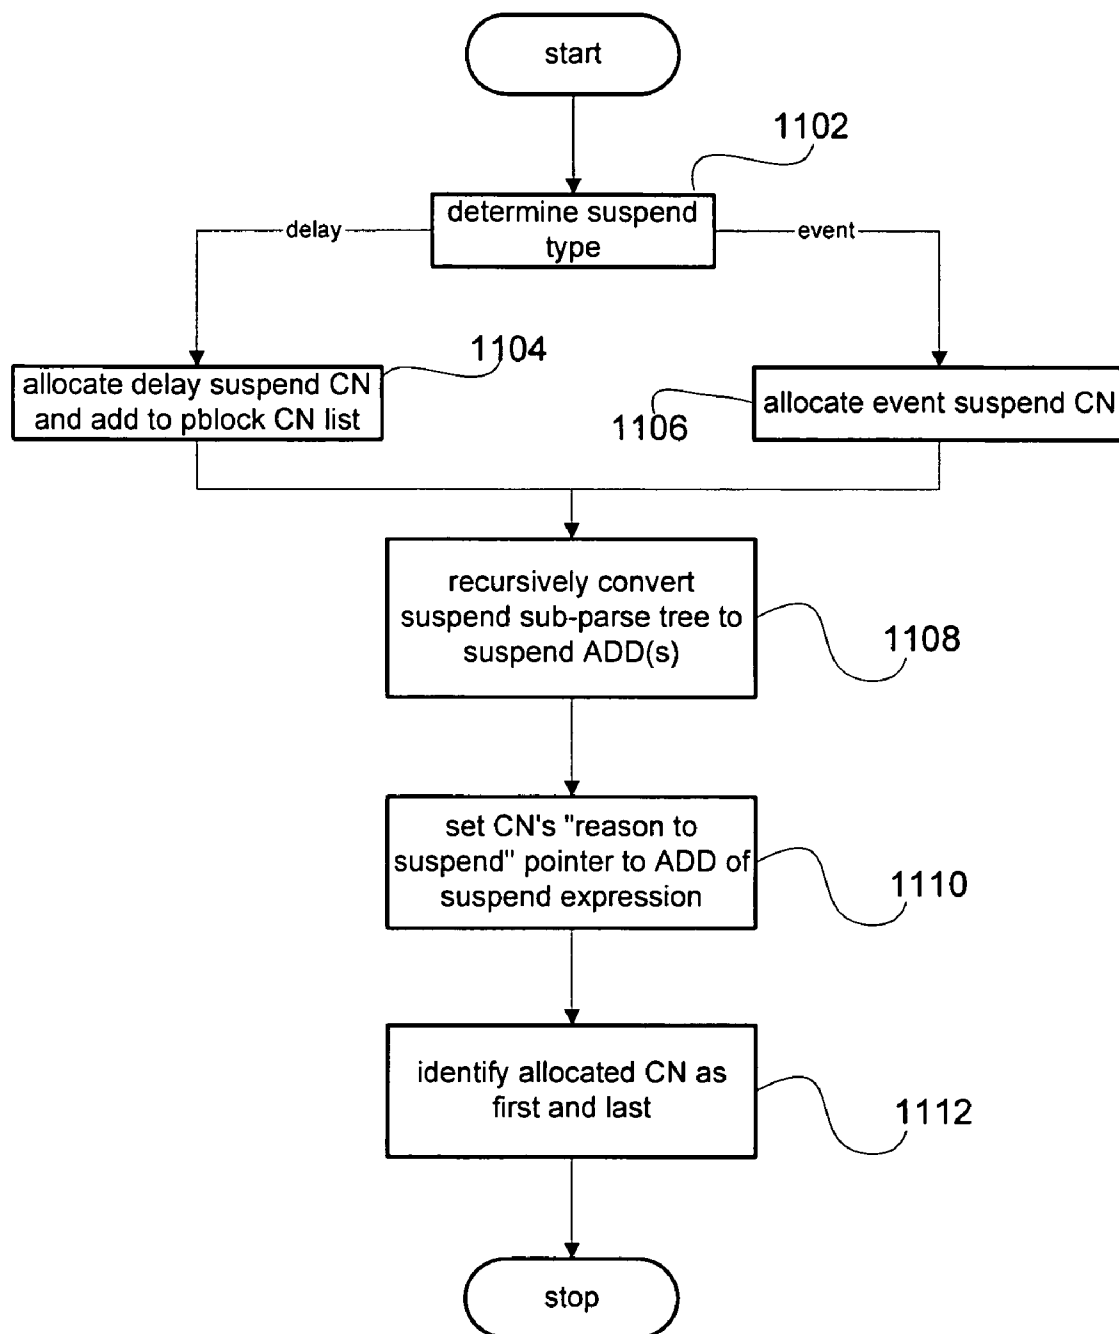 start
1102
determine suspend
type
delay
event
1104
allocate delay suspend CN
and add to pblock CN list
1106
allocate event suspend CN
recursively convert
suspend sub-parse tree to
suspend ADD(s)
1108
set CN's "reason to
suspend" pointer to ADD of
suspend expression
1110
identify allocated CN as
first and last
1112
stop